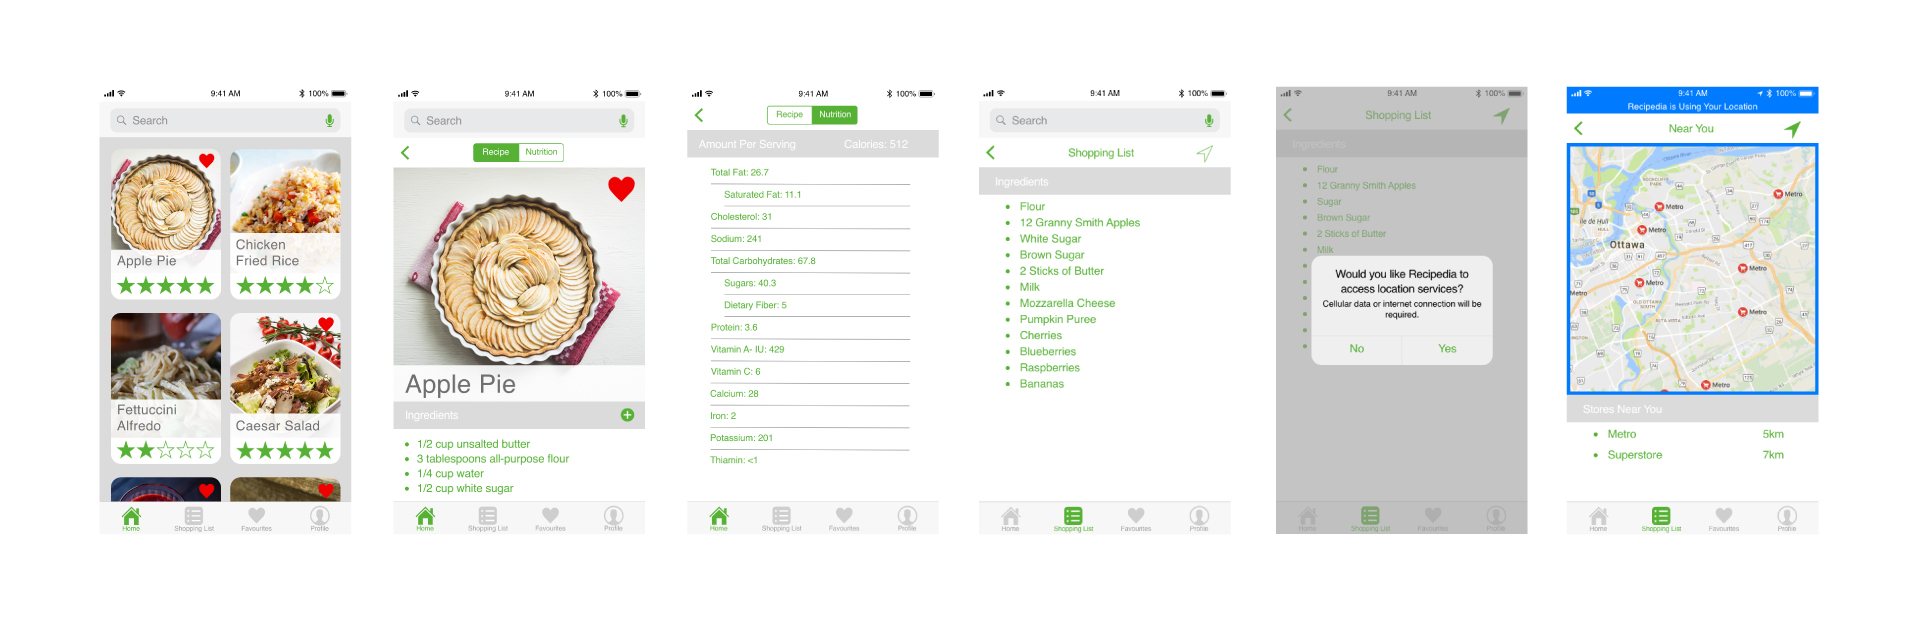 9:41 AM
100%
Search
Apple Pie
Chicken
Fried Rice
Fettuccini
Alfredo
Caesar Salad
Home
Shopping List
Favourites
Profile
9:41 AM
100%
Search
Recipe
Nutrition
Apple Pie
Ingredients
• 1/2 cup unsalted butter
• 3 tablespoons all-purpose flour
• 1/4 cup water
• 1/2 cup white sugar
Home
Shopping List
Favourites
Profile
9:41 AM
100%
Recipe
Nutrition
Amount Per Serving
Calories: 512
Total Fat: 26.7
Saturated Fat: 11.1
Cholesterol: 31
Sodium: 241
Total Carbohydrates: 67.8
Sugars: 40.3
Dietary Fiber: 5
Protein: 3.6
Vitamin A- IU: 429
Vitamin C: 6
Calcium: 28
Iron: 2
Potassium: 201
Thiamin: <1
Home
Shopping List
Favourites
Profile
9:41 AM
100%
Search
Shopping List
Ingredients
• Flour
• 12 Granny Smith Apples
• White Sugar
• Brown Sugar
• 2 Sticks of Butter
• Milk
• Mozzarella Cheese
• Pumpkin Puree
• Cherries
• Blueberries
• Raspberries
• Bananas
Home
Shopping List
Favourites
Profile
9:41 AM
100%
Shopping List
Ingredients
• Flour
• 12 Granny Smith Apples
• Sugar
• Brown Sugar
• 2 Sticks of Butter
• Milk
Would you like Recipedia to
access location services?
Cellular data or internet connection will be
required.
No
Yes
Home
Shopping List
Favourites
Profile
9:41 AM
100%
Recipedia is Using Your Location
Near You
Metro
Metro
Île de Hull
Metro
Ottawa
Metro
Metro
Metro
Metro
Metro
Stores Near You
• Metro
5km
• Superstore
7km
Home
Shopping List
Favourites
Profile